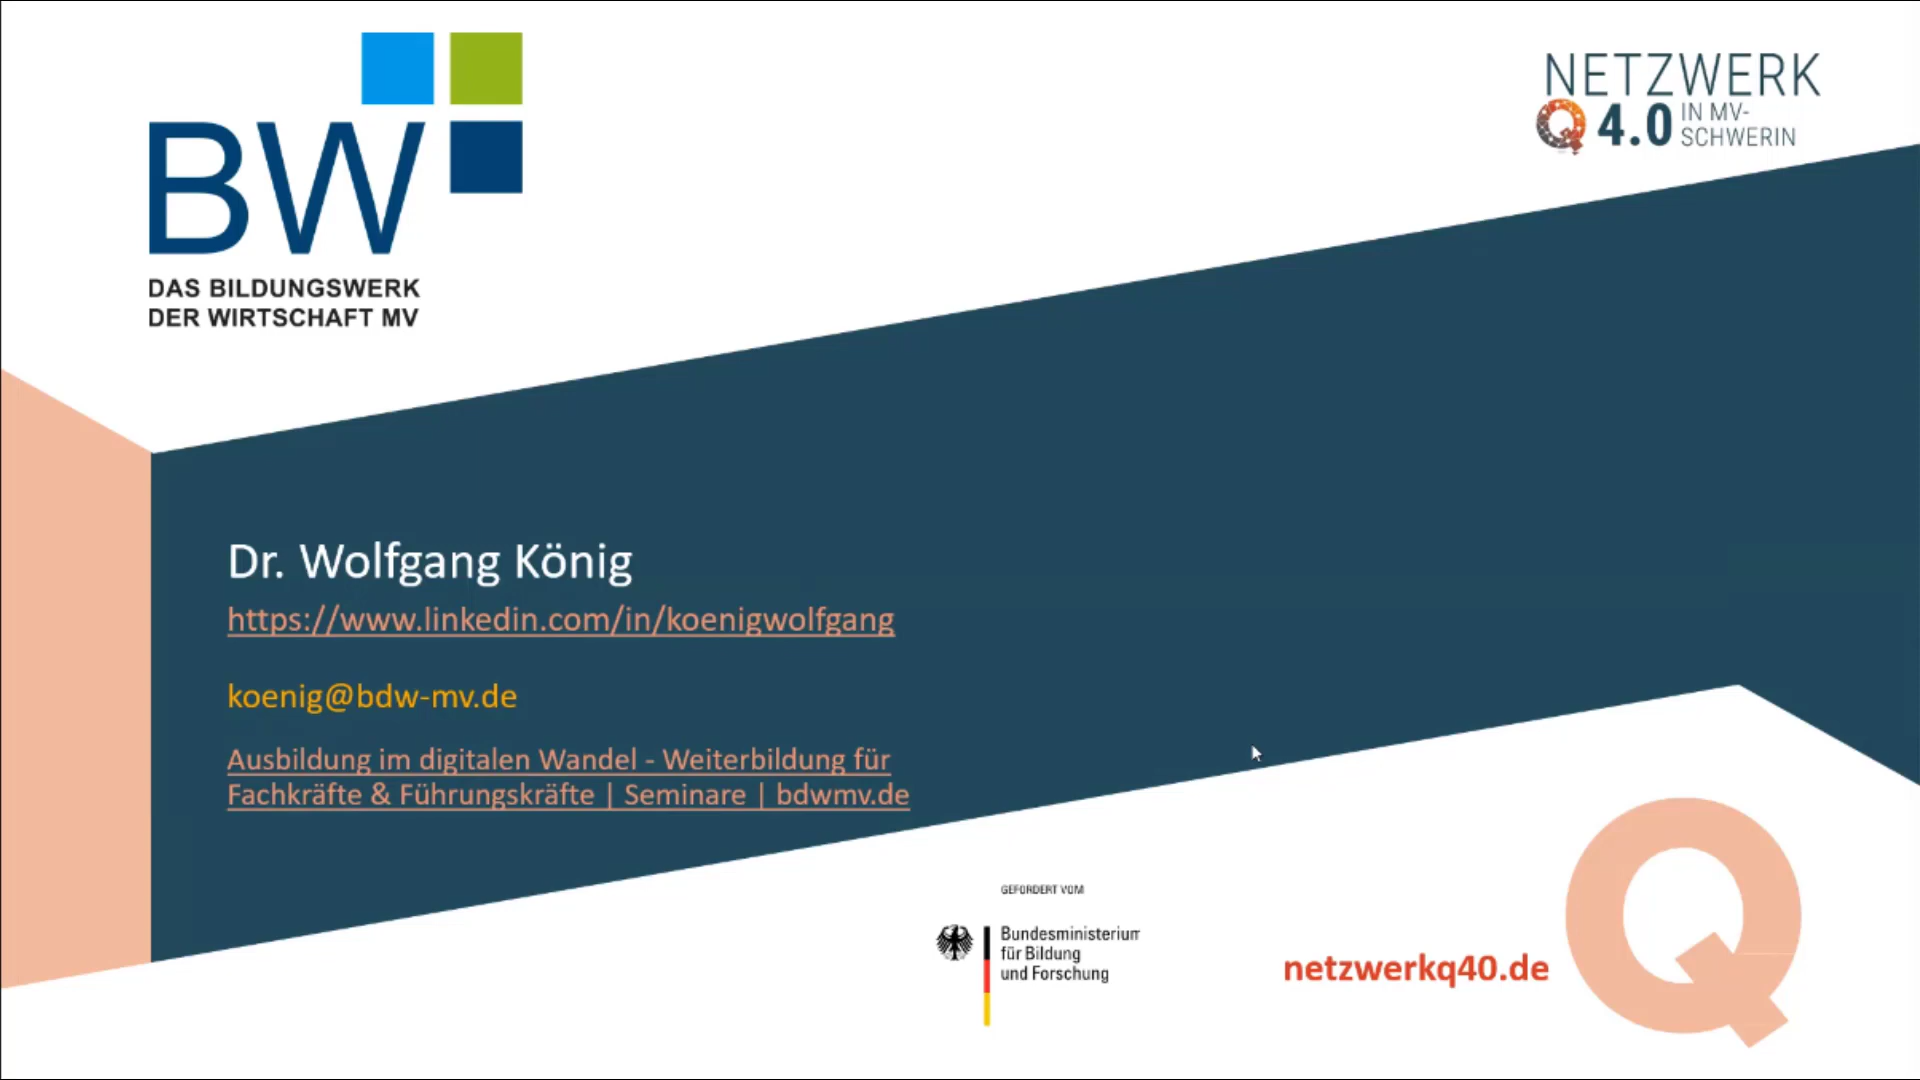 BW
DAS BILDUNGSWERK
DER WIRTSCHAFT MV
NETZWERK
Q 4.0 IN MV-
SCHWERIN
Dr. Wolfgang König
https://www.linkedin.com/in/koenigwolfgang
koenig@bdw-mv.de
Ausbildung im digitalen Wandel - Weiterbildung für
Fachkräfte & Führungskräfte | Seminare | bdwmv.de
GEFÖRDERT VOM
Bundesministerium
für Bildung
und Forschung
netzwerkq40.de
Q